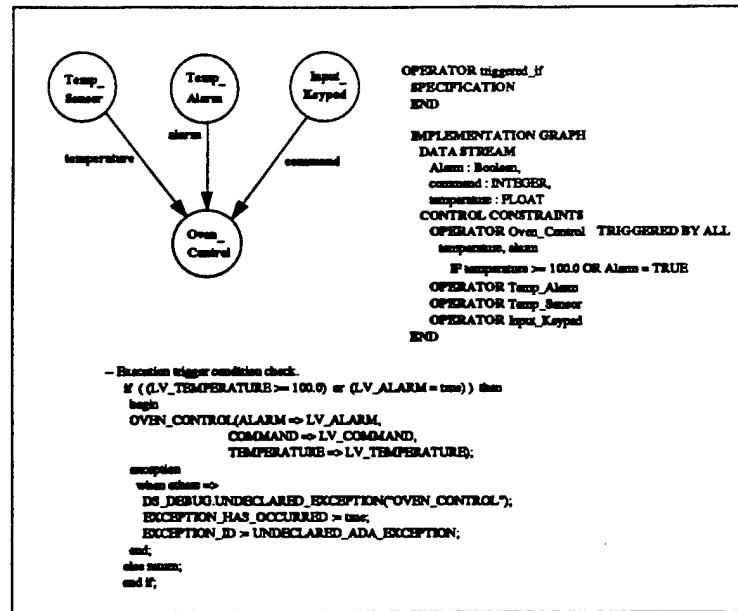 Temp_
Sensor
Temp_
Alarm
Input_
Keypad
alarm
temperature
command
Oven_
Control
OPERATOR triggered_if
SPECIFICATION
END
IMPLEMENTATION GRAPH
DATA STREAM
Alarm : Boolean,
command : INTEGER,
temperature : FLOAT
CONTROL CONSTRAINTS
OPERATOR Oven_Control TRIGGERED BY ALL
temperature, alarm
IF temperature >= 100.0 OR Alarm = TRUE
OPERATOR Temp_Alarm
OPERATOR Temp_Sensor
OPERATOR Input_Keypad
END
-- Execution trigger condition check.
if ( (LV_TEMPERATURE >= 100.0) or (LV_ALARM = true) ) then
begin
OVEN_CONTROL(ALARM => LV_ALARM,
COMMAND => LV_COMMAND,
TEMPERATURE => LV_TEMPERATURE);
exception
when others =>
DS_DEBUG.UNDECLARED_EXCEPTION("OVEN_CONTROL");
EXCEPTION_HAS_OCCURRED := true;
EXCEPTION_ID := UNDECLARED_ADA_EXCEPTION;
end;
else return;
end if;